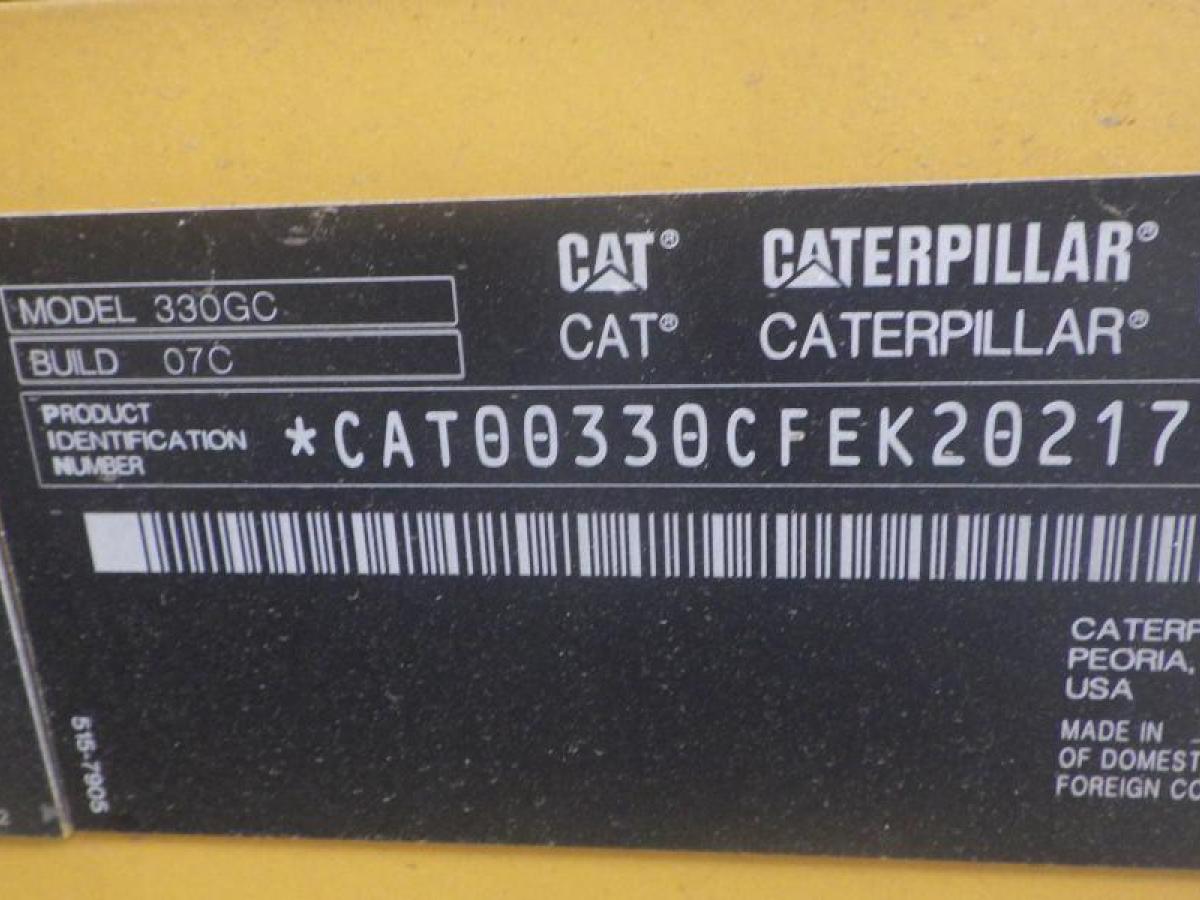 CAT® CATERPILLAR®
CAT® CATERPILLAR®
MODEL 330GC
BUILD 07C
PRODUCT
IDENTIFICATION
NUMBER
*CAT00330CFEK20217
CATERP
PEORIA,
USA
MADE IN
OF DOMEST
FOREIGN CO
515-7905
2